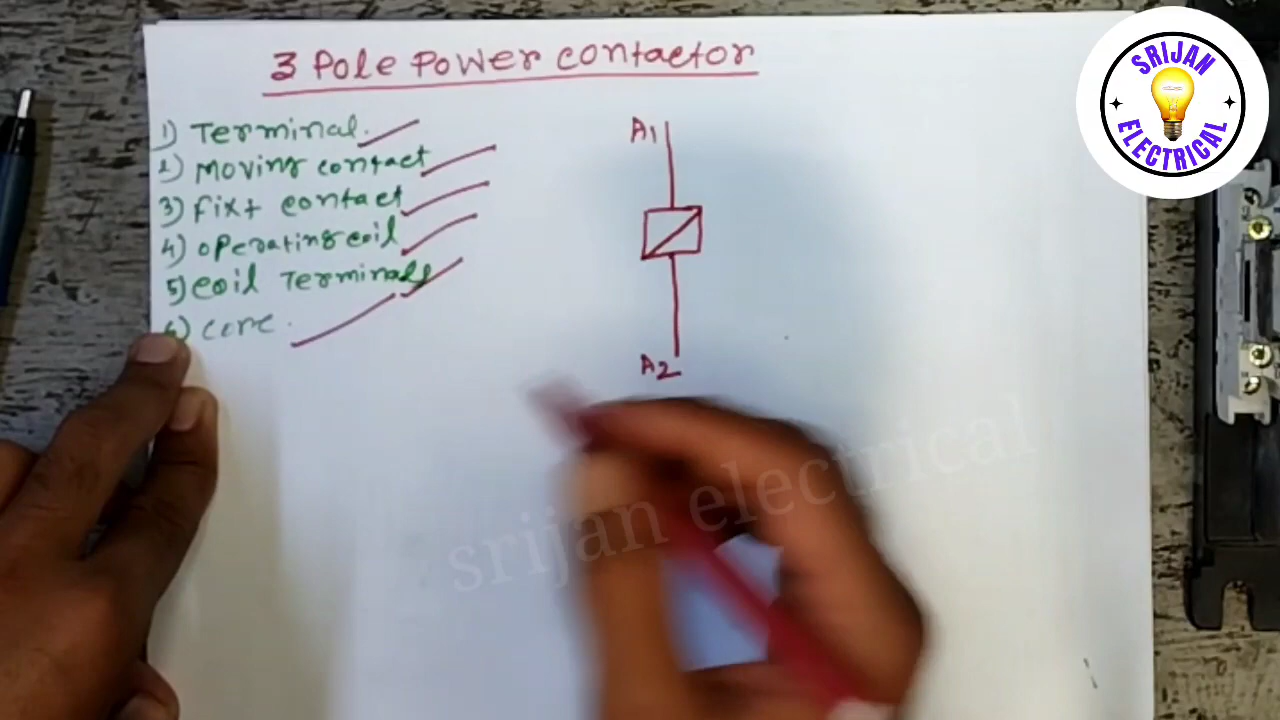 3 Pole Power contactor
1) Terminal.
2) Moving contact
3) Fixt contact
4) operating coil
5) coil Terminals
6) core.
A1
A2
SRIJAN
ELECTRICAL
srijan electrical